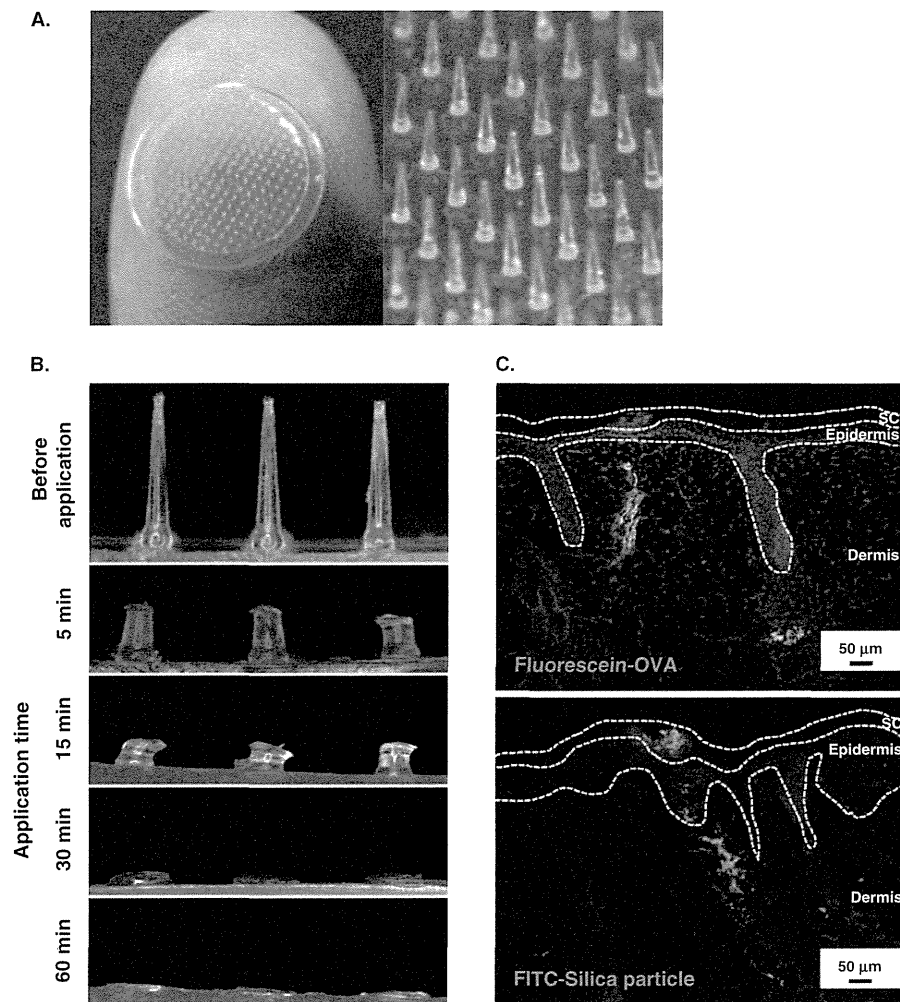 A.
B.
C.
Before application
5 min
15 min
30 min
60 min
Application time
SC
Epidermis
Dermis
Fluorescein-OVA
50 μm
SC
Epidermis
Dermis
FITC-Silica particle
50 μm